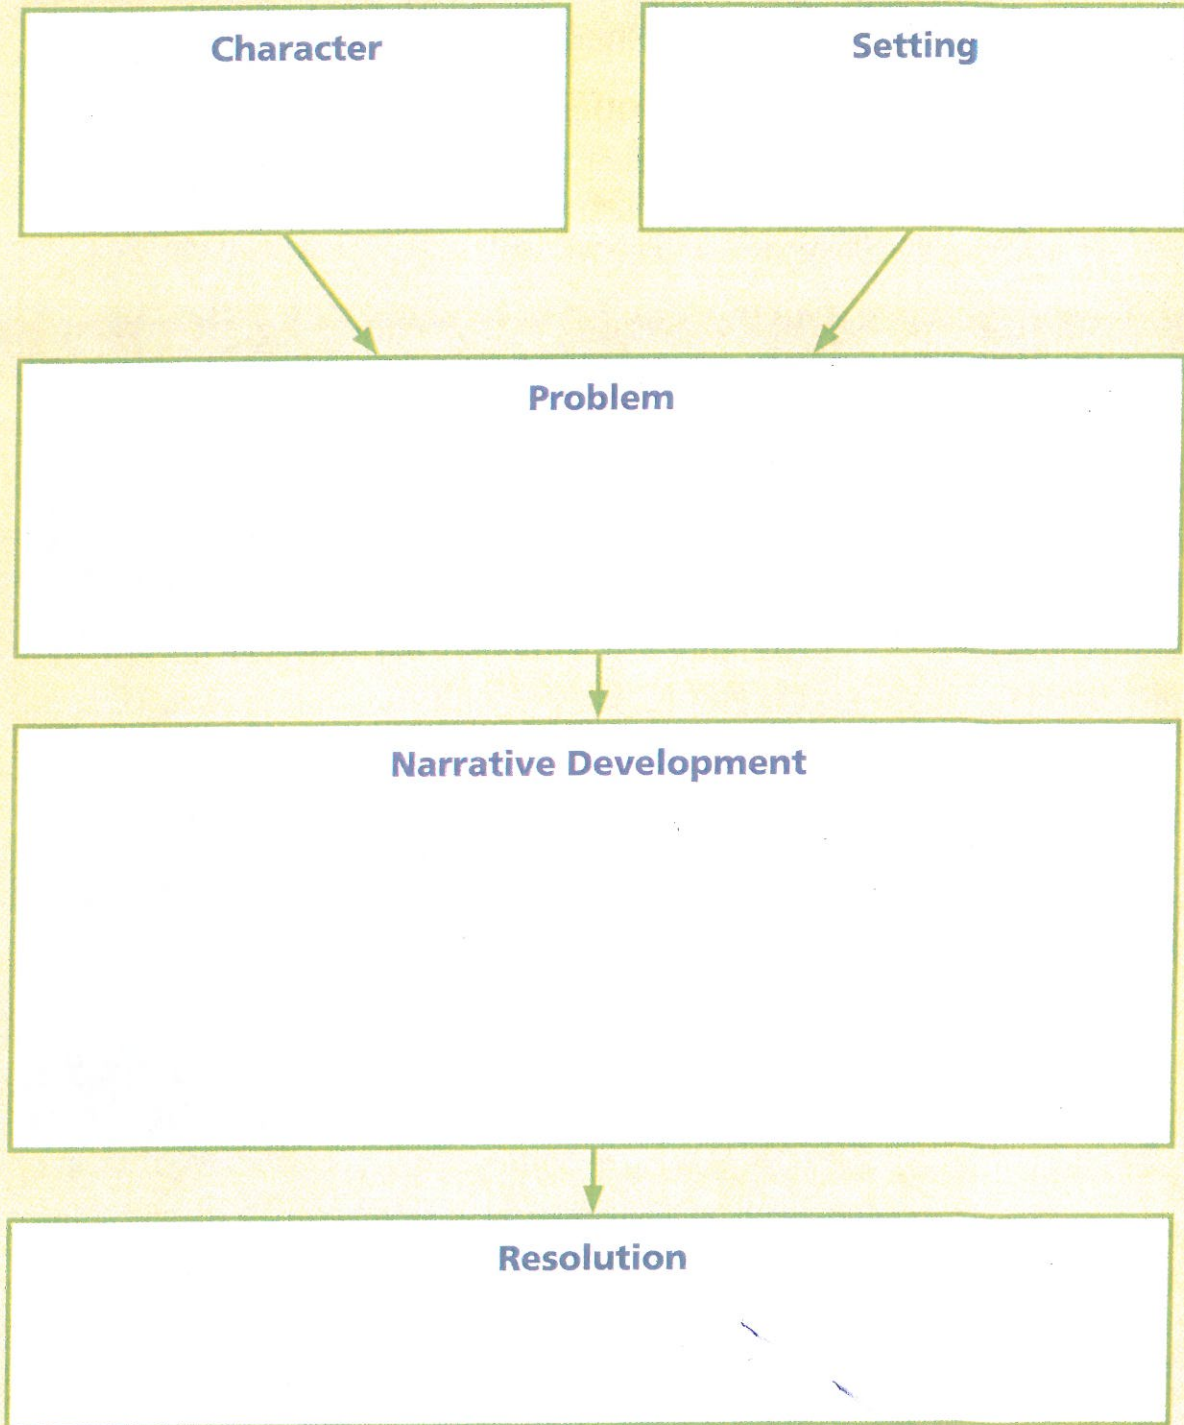 Character
Setting
Problem
Narrative Development
Resolution